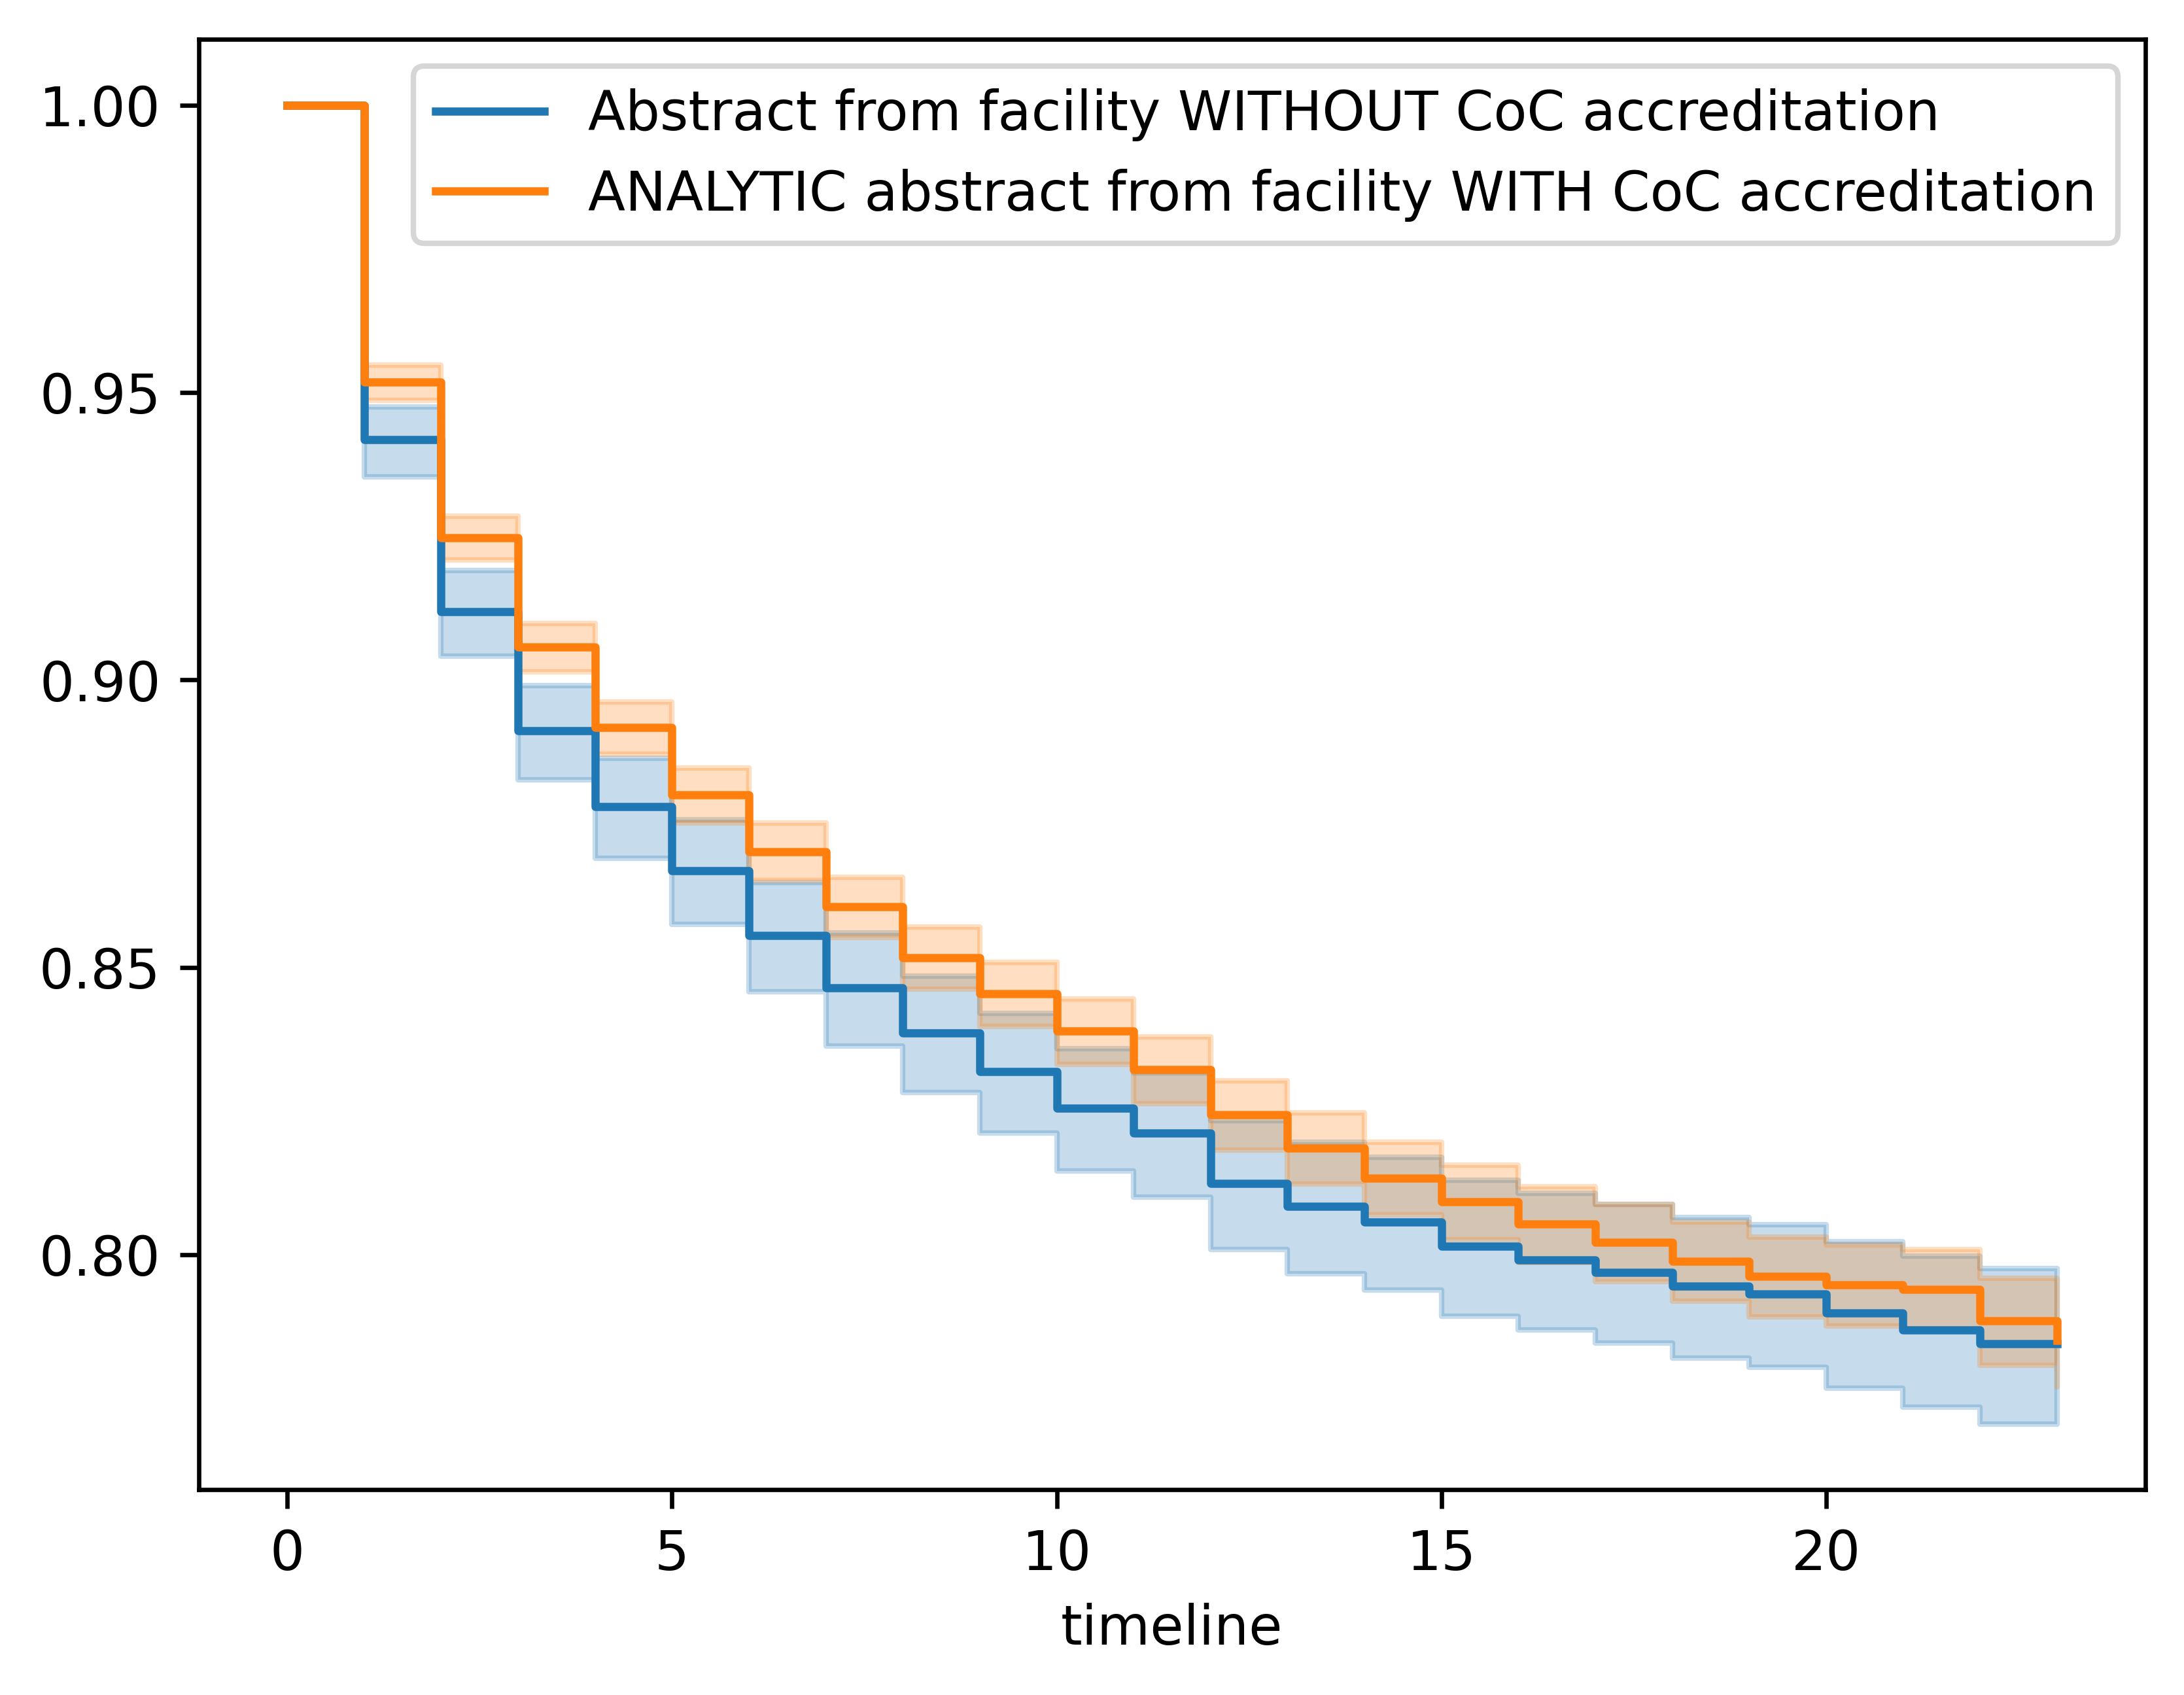 Abstract from facility WITHOUT CoC accreditation
ANALYTIC abstract from facility WITH CoC accreditation
1.00
0.95
0.90
0.85
0.80
0 5 10 15 20
timeline